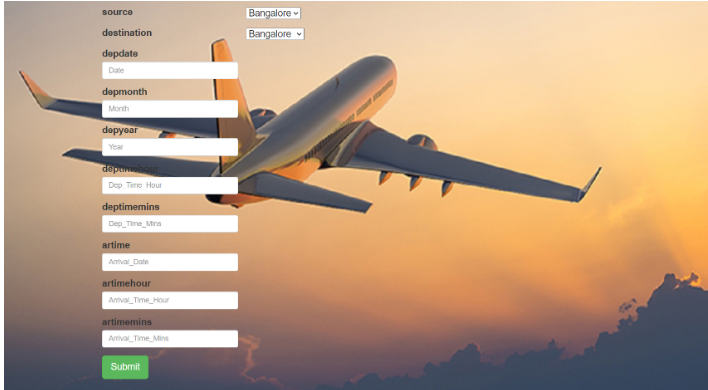 source Bangalore
destination Bangalore
depdate
Date
depmonth
Month
depyear
Year
deptimehour
Dep_Time_Hour
deptimemins
Dep_Time_Mins
artime
Arrival_Date
artimehour
Arrival_Time_Hour
artimemins
Arrival_Time_Mins
Submit